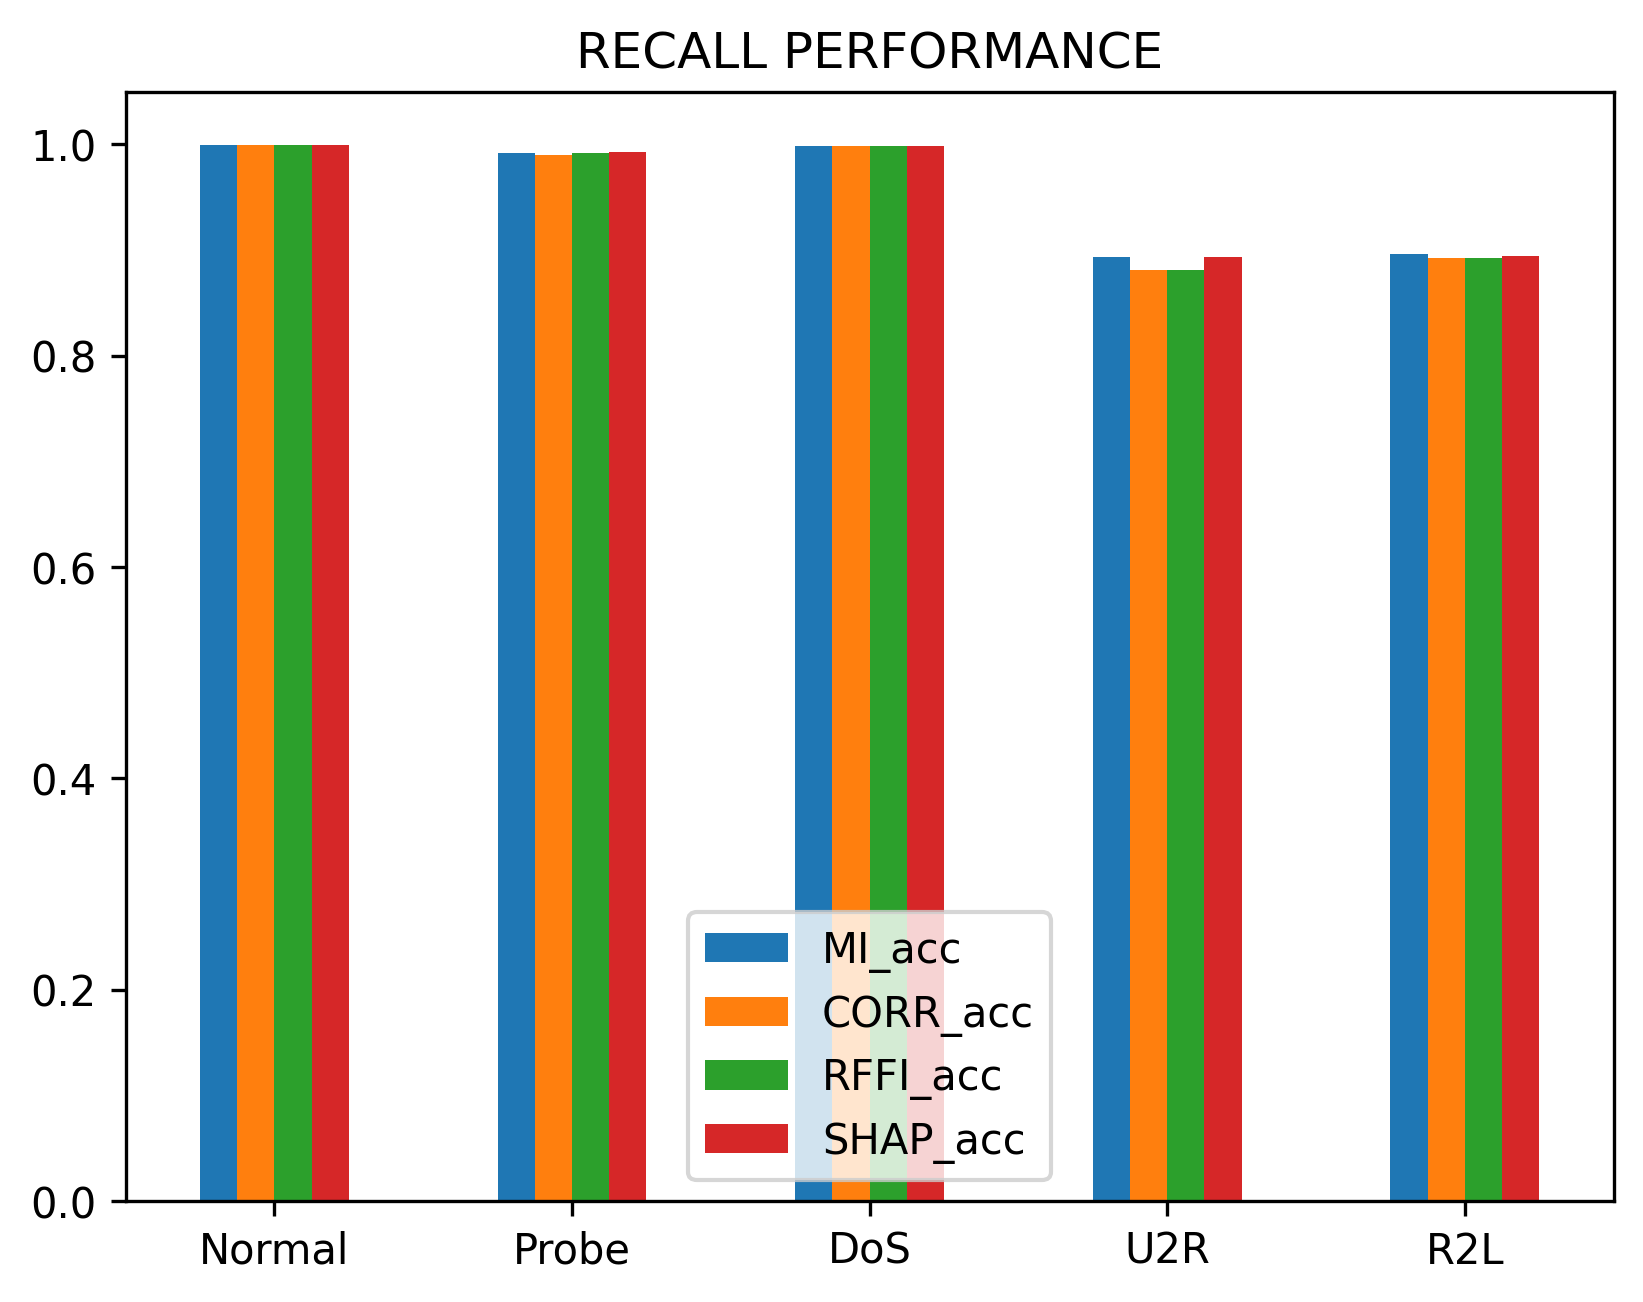 RECALL PERFORMANCE
1.0
0.8
0.6
0.4
0.2
0.0
MI_acc
CORR_acc
RFFI_acc
SHAP_acc
Normal Probe DoS U2R R2L